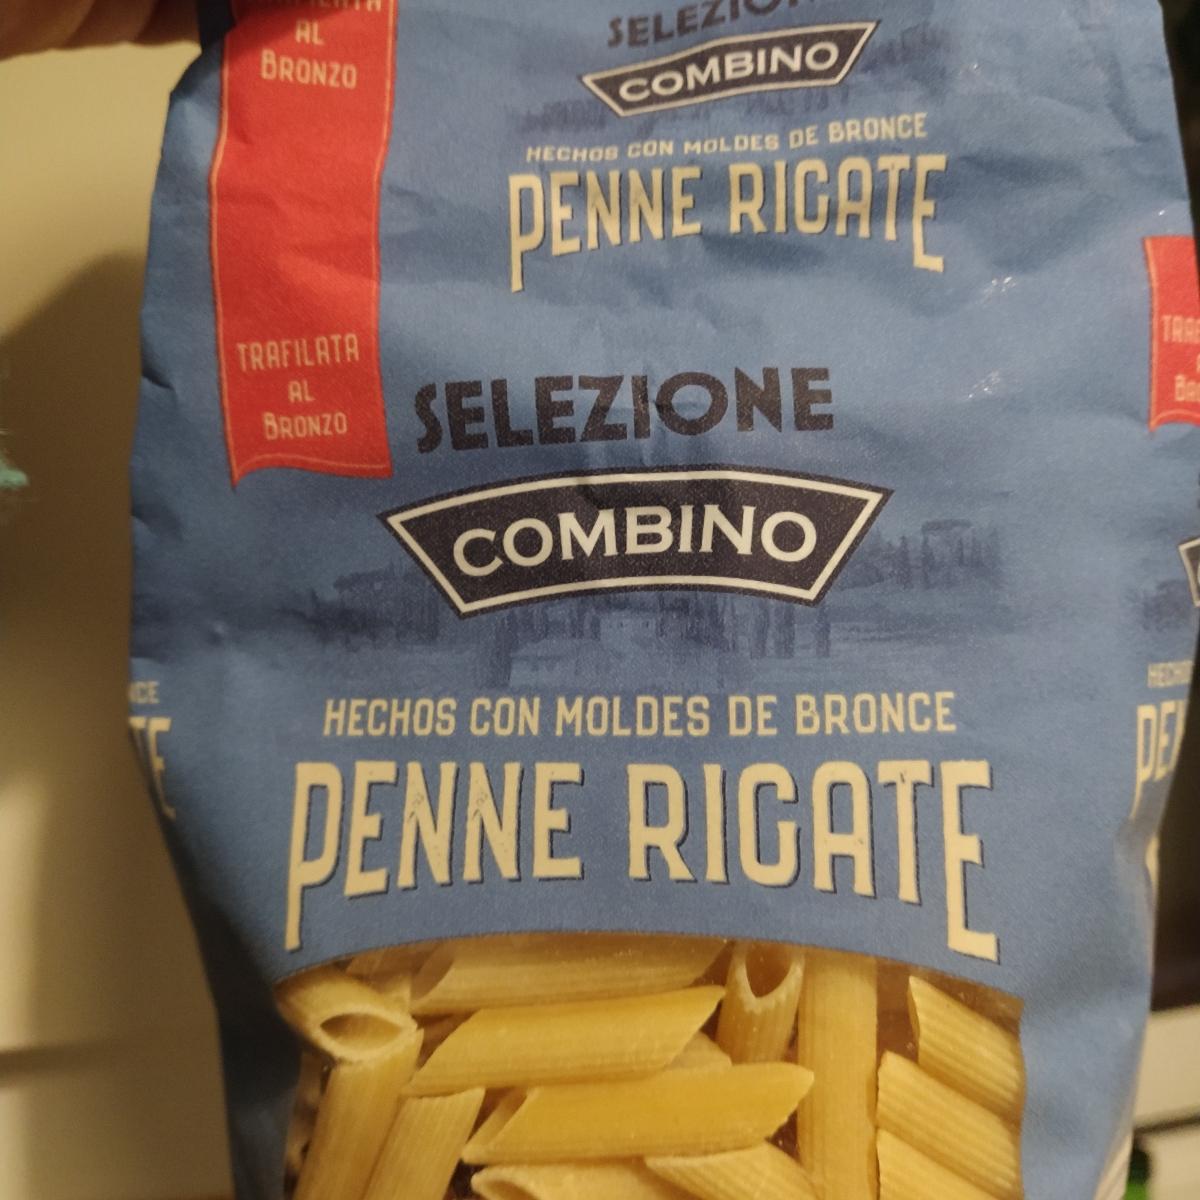 AL
BRONZO
SELEZIONE
COMBINO
HECHOS CON MOLDES DE BRONCE
PENNE RIGATE
TRAFILATA
AL
BRONZO
SELEZIONE
COMBINO
HECHOS CON MOLDES DE BRONCE
PENNE RIGATE